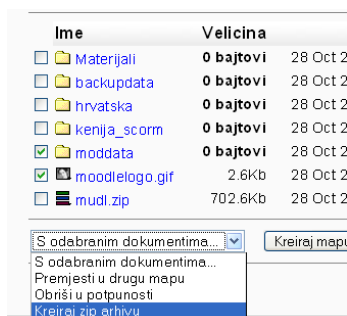 Ime Velicina
Materijali 0 bajtovi 28 Oct 2
backupdata 0 bajtovi 28 Oct 2
hrvatska 0 bajtovi 28 Oct 2
kenija_scorm 0 bajtovi 28 Oct 2
moddata 0 bajtovi 28 Oct 2
moodlelogo.gif 2.6Kb 28 Oct 2
mudl.zip 702.6Kb 28 Oct 2
S odabranim dokumentima... Kreiraj mapu
S odabranim dokumentima...
Premjesti u drugu mapu
Obriši u potpunosti
Kreiraj zip arhivu